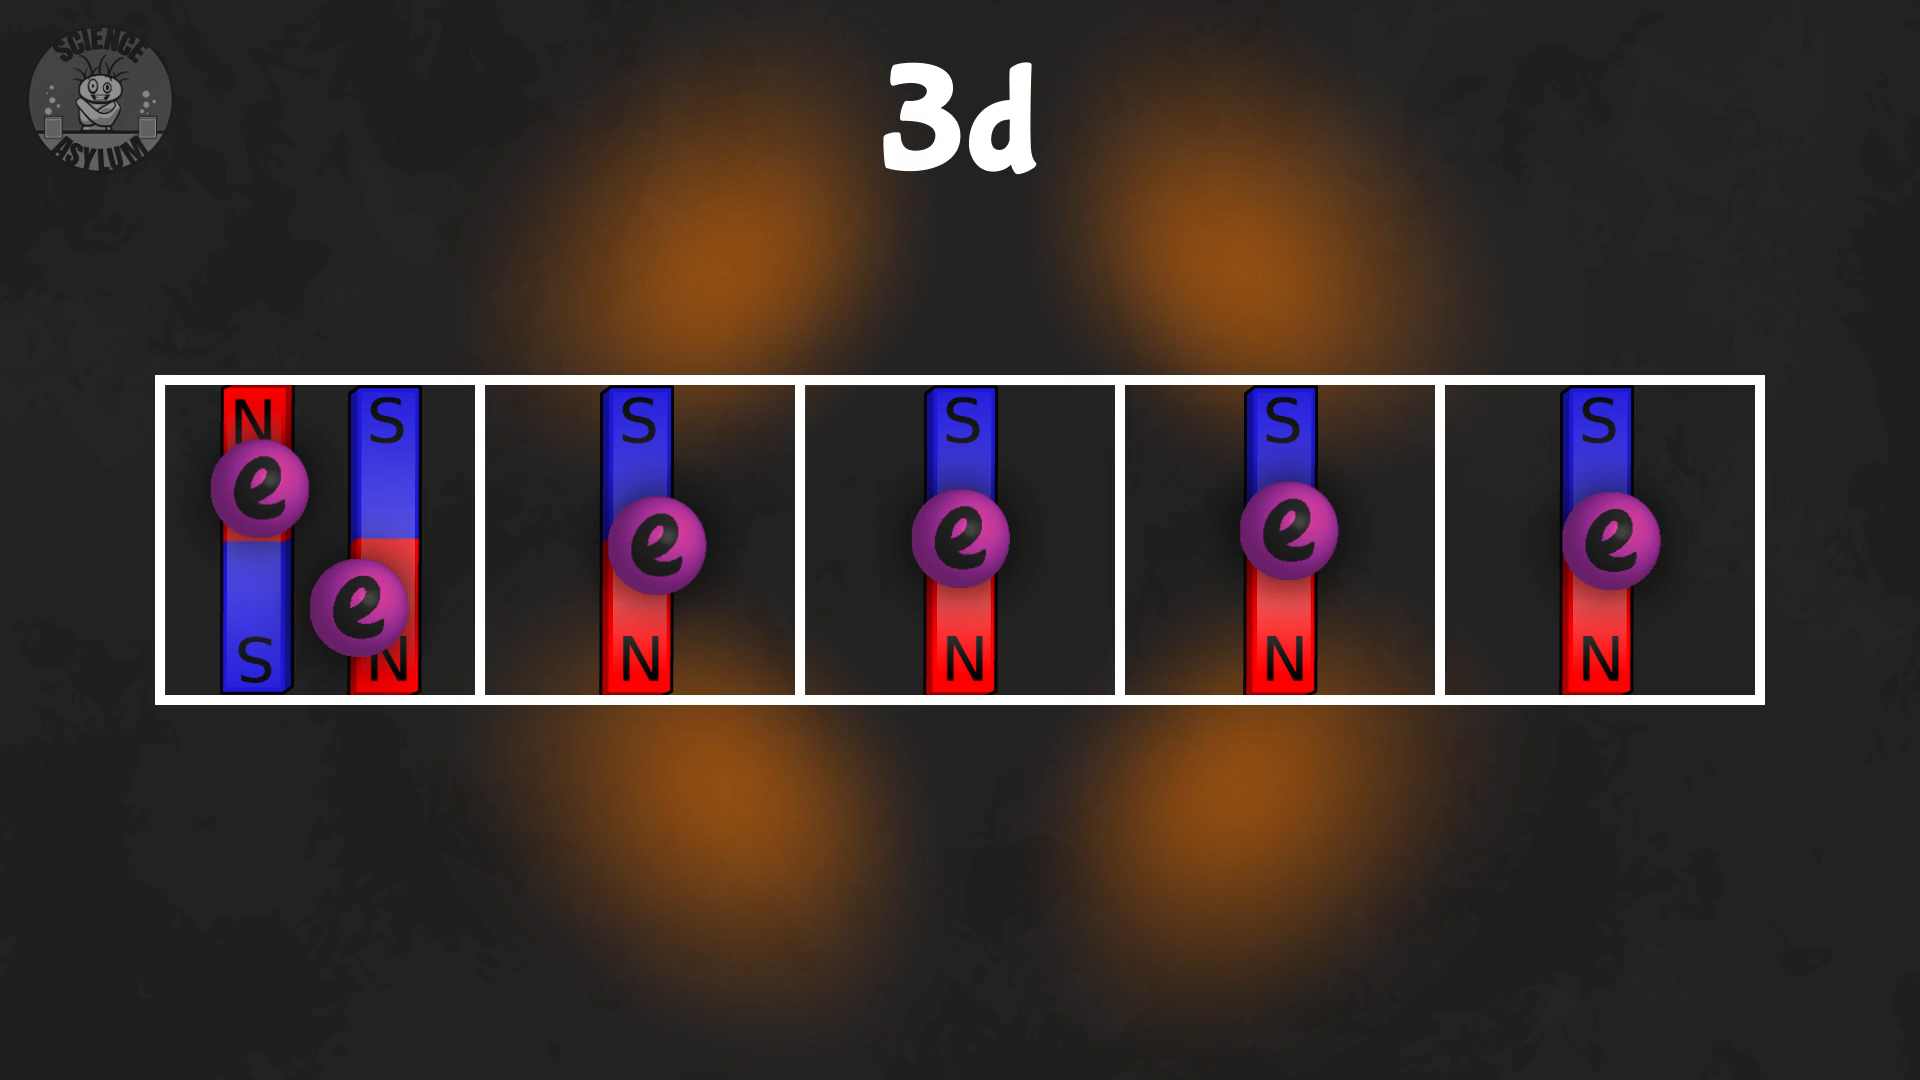 SCIENCE
ASYLUM
3d
N S S S S S
e e e e e e
S N N N N N